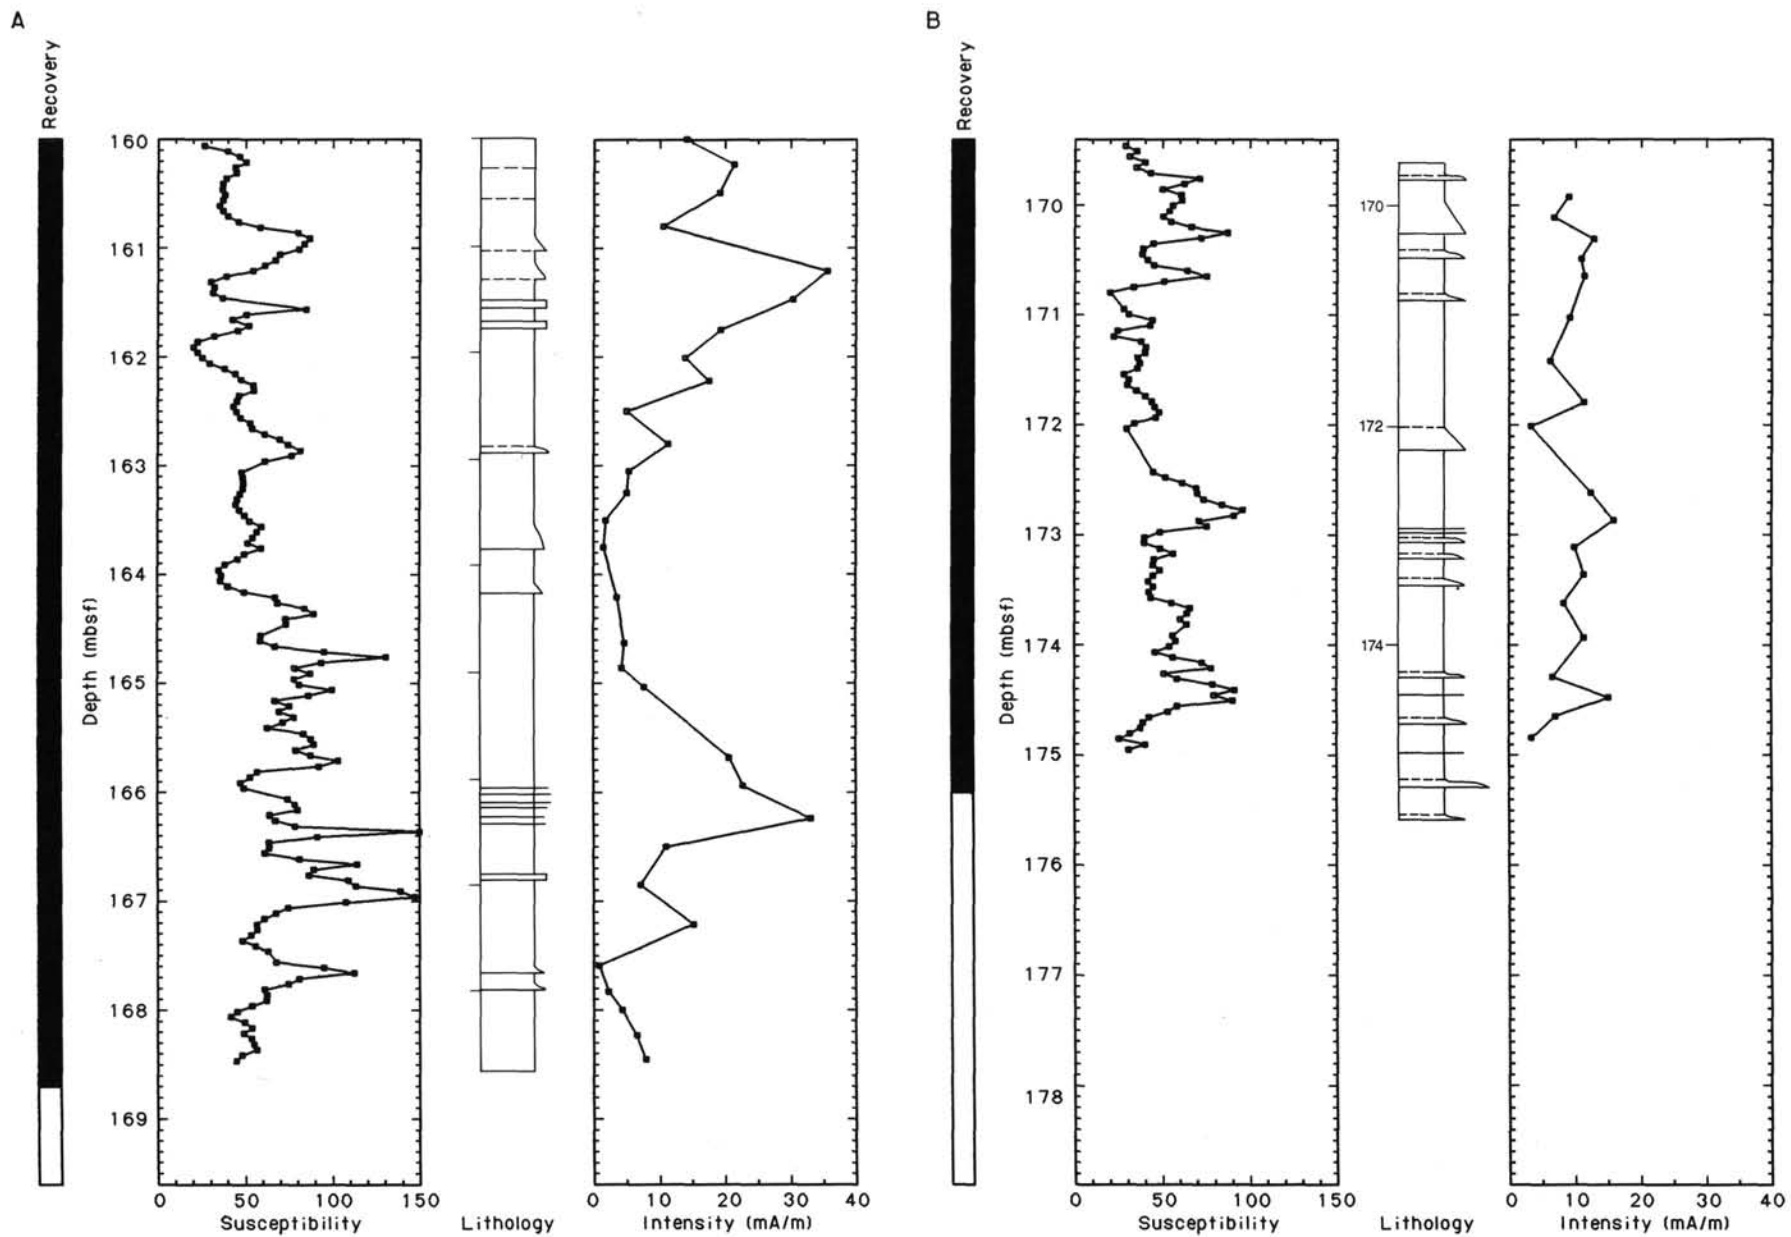 A
Recovery
Depth (mbsf)
160
161
162
163
164
165
166
167
168
169
0 50 100 150
Susceptibility
Lithology
0 10 20 30 40
Intensity (mA/m)
B
Recovery
Depth (mbsf)
170
171
172
173
174
175
176
177
178
0 50 100 150
Susceptibility
170
172
174
Lithology
0 10 20 30 40
Intensity (mA/m)